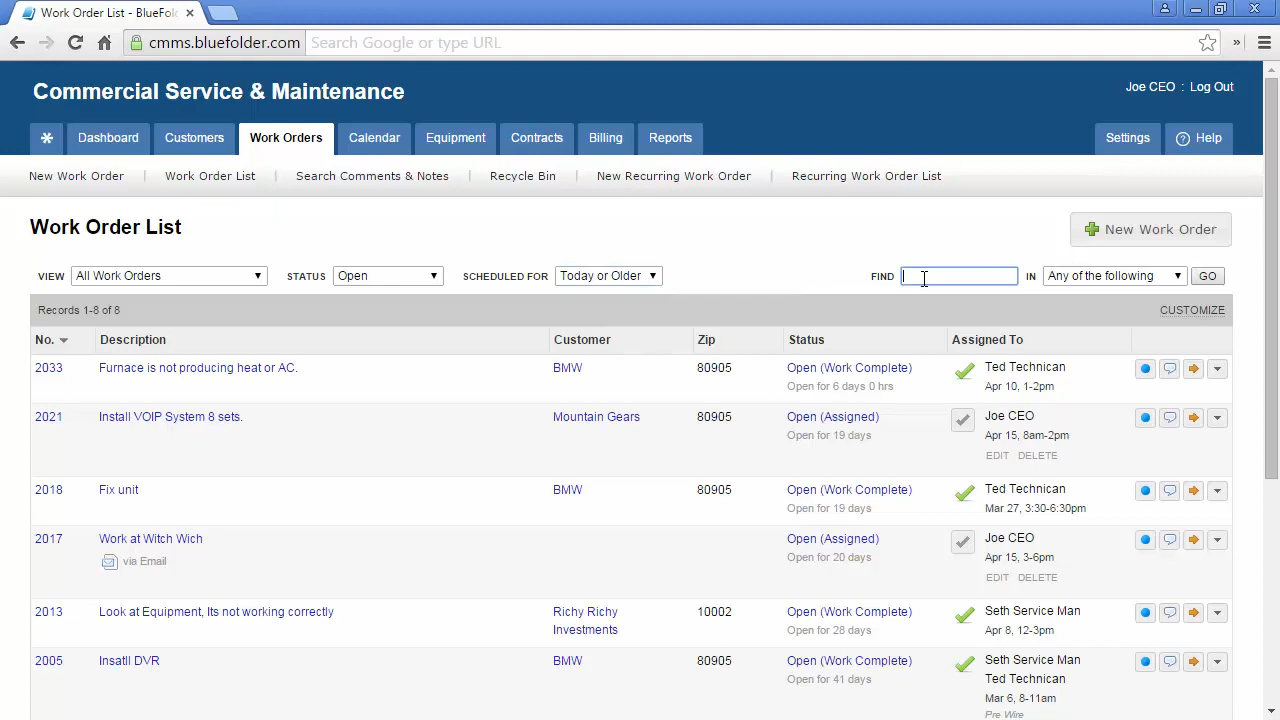 Work Order List - BlueFol
cmms.bluefolder.com
Search Google or type URL
Commercial Service & Maintenance
Joe CEO : Log Out
Dashboard
Customers
Work Orders
Calendar
Equipment
Contracts
Billing
Reports
Settings
Help
New Work Order
Work Order List
Search Comments & Notes
Recycle Bin
New Recurring Work Order
Recurring Work Order List
Work Order List
New Work Order
VIEW All Work Orders STATUS Open SCHEDULED FOR Today or Older FIND IN Any of the following GO
Records 1-8 of 8 CUSTOMIZE
No. Description Customer Zip Status Assigned To
2033 Furnace is not producing heat or AC. BMW 80905 Open (Work Complete) Ted Technican
Open for 6 days 0 hrs Apr 10, 1-2pm
2021 Install VOIP System 8 sets. Mountain Gears 80905 Open (Assigned) Joe CEO
Open for 19 days Apr 15, 8am-2pm
EDIT DELETE
2018 Fix unit BMW 80905 Open (Work Complete) Ted Technican
Open for 19 days Mar 27, 3:30-6:30pm
2017 Work at Witch Wich Open (Assigned) Joe CEO
via Email Open for 20 days Apr 15, 3-6pm
EDIT DELETE
2013 Look at Equipment, Its not working correctly Richy Richy 10002 Open (Work Complete) Seth Service Man
Investments Open for 28 days Apr 8, 12-3pm
2005 Insatll DVR BMW 80905 Open (Work Complete) Seth Service Man
Open for 41 days Ted Technican
Mar 6, 8-11am
Pre Wire